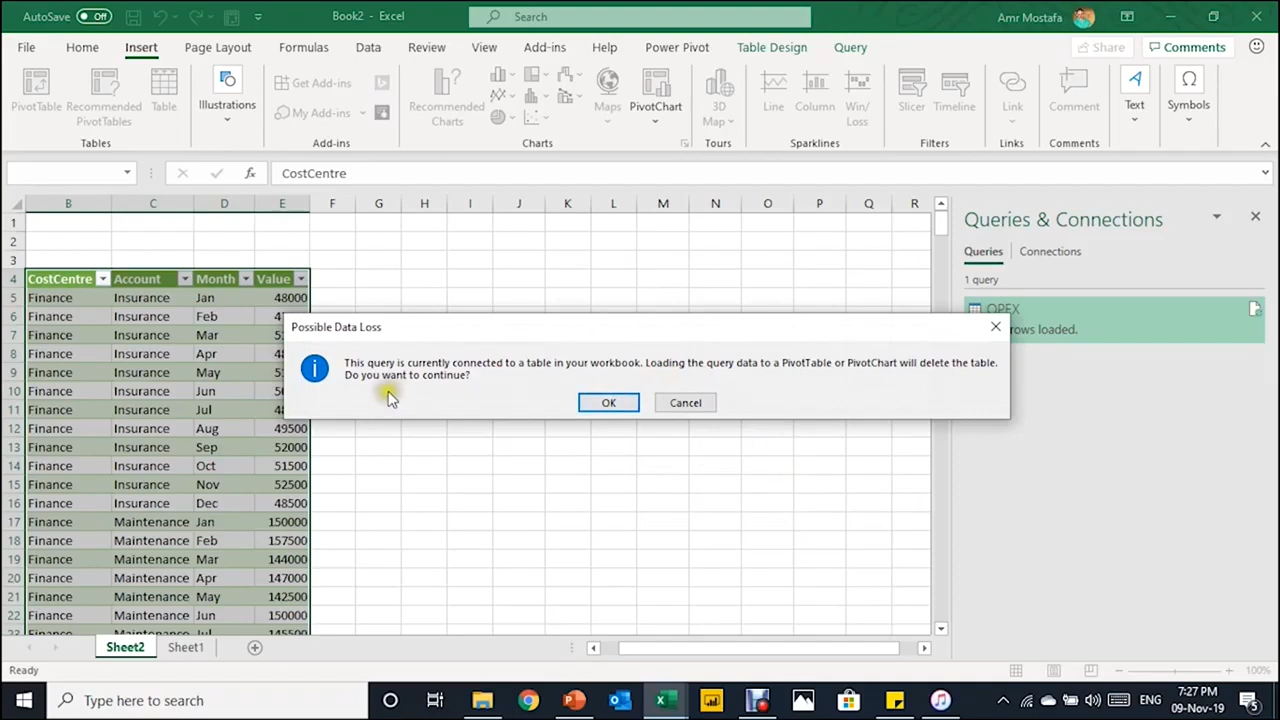 AutoSave Off
Book2 - Excel
Search
Amr Mostafa
File Home Insert Page Layout Formulas Data Review View Add-ins Help Power Pivot Table Design Query Share Comments
PivotTable
Recommended PivotTables
Table
Tables
Illustrations
Get Add-ins
My Add-ins
Add-ins
Recommended Charts
Maps
PivotChart
Charts
3D Map
Tours
Line
Column
Win/ Loss
Sparklines
Slicer
Timeline
Filters
Link
Links
Comment
Comments
Text
Symbols
fx CostCentre
B C D E F G H I J K L M N O P Q R
1
2
3
4 CostCentre Account Month Value
5 Finance Insurance Jan 48000
6 Finance Insurance Feb
7 Finance Insurance Mar
8 Finance Insurance Apr
9 Finance Insurance May
10 Finance Insurance Jun
11 Finance Insurance Jul
12 Finance Insurance Aug 49500
13 Finance Insurance Sep 52000
14 Finance Insurance Oct 51500
15 Finance Insurance Nov 52500
16 Finance Insurance Dec 48500
17 Finance Maintenance Jan 150000
18 Finance Maintenance Feb 157500
19 Finance Maintenance Mar 144000
20 Finance Maintenance Apr 147000
21 Finance Maintenance May 142500
22 Finance Maintenance Jun 150000
23 Finance Maintenance Jul 145500
Possible Data Loss
This query is currently connected to a table in your workbook. Loading the query data to a PivotTable or PivotChart will delete the table.
Do you want to continue?
OK Cancel
Queries & Connections
Queries Connections
1 query
OPEX
rows loaded.
Sheet2 Sheet1
Ready
100%
Type here to search
ENG
7:27 PM
09-Nov-19
5